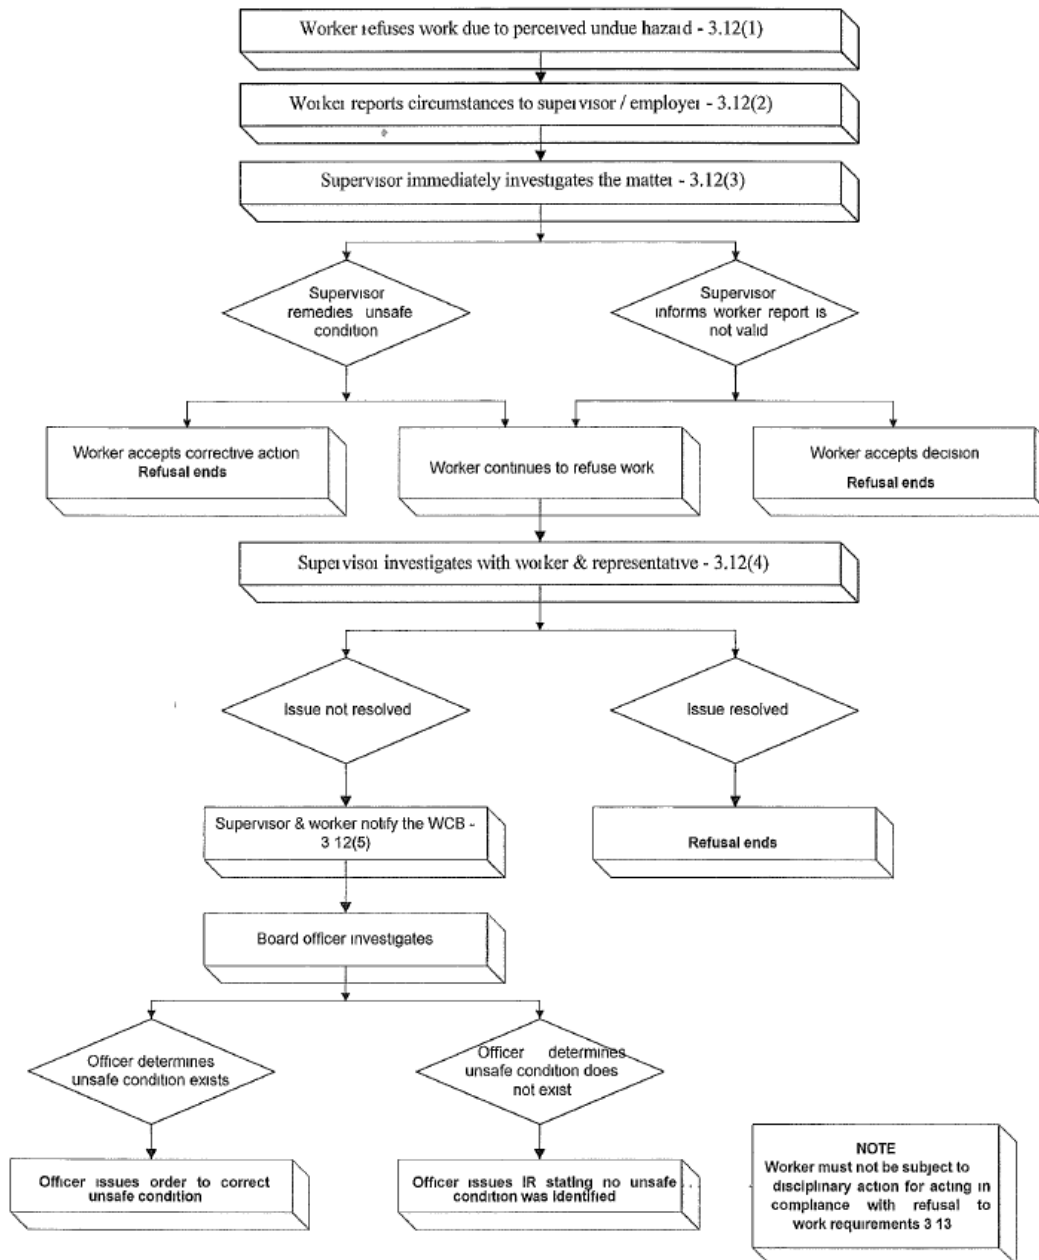 Worker refuses work due to perceived undue hazard - 3.12(1)
Worker reports circumstances to supervisor / employer - 3.12(2)
Supervisor immediately investigates the matter - 3.12(3)
Supervisor
remedies unsafe
condition
Supervisor
informs worker report is
not valid
Worker accepts corrective action
Refusal ends
Worker continues to refuse work
Worker accepts decision
Refusal ends
Supervisor investigates with worker & representative - 3.12(4)
Issue not resolved
Issue resolved
Supervisor & worker notify the WCB -
3 12(5)
Refusal ends
Board officer investigates
Officer determines
unsafe condition exists
Officer determines
unsafe condition does
not exist
Officer issues order to correct
unsafe condition
Officer issues IR stating no unsafe
condition was identified
NOTE
Worker must not be subject to
disciplinary action for acting in
compliance with refusal to
work requirements 3 13